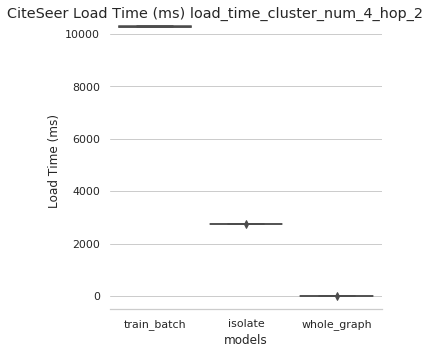 CiteSeer Load Time (ms) load_time_cluster_num_4_hop_2
10000
8000
6000
4000
2000
0
Load Time (ms)
train_batch isolate whole_graph
models